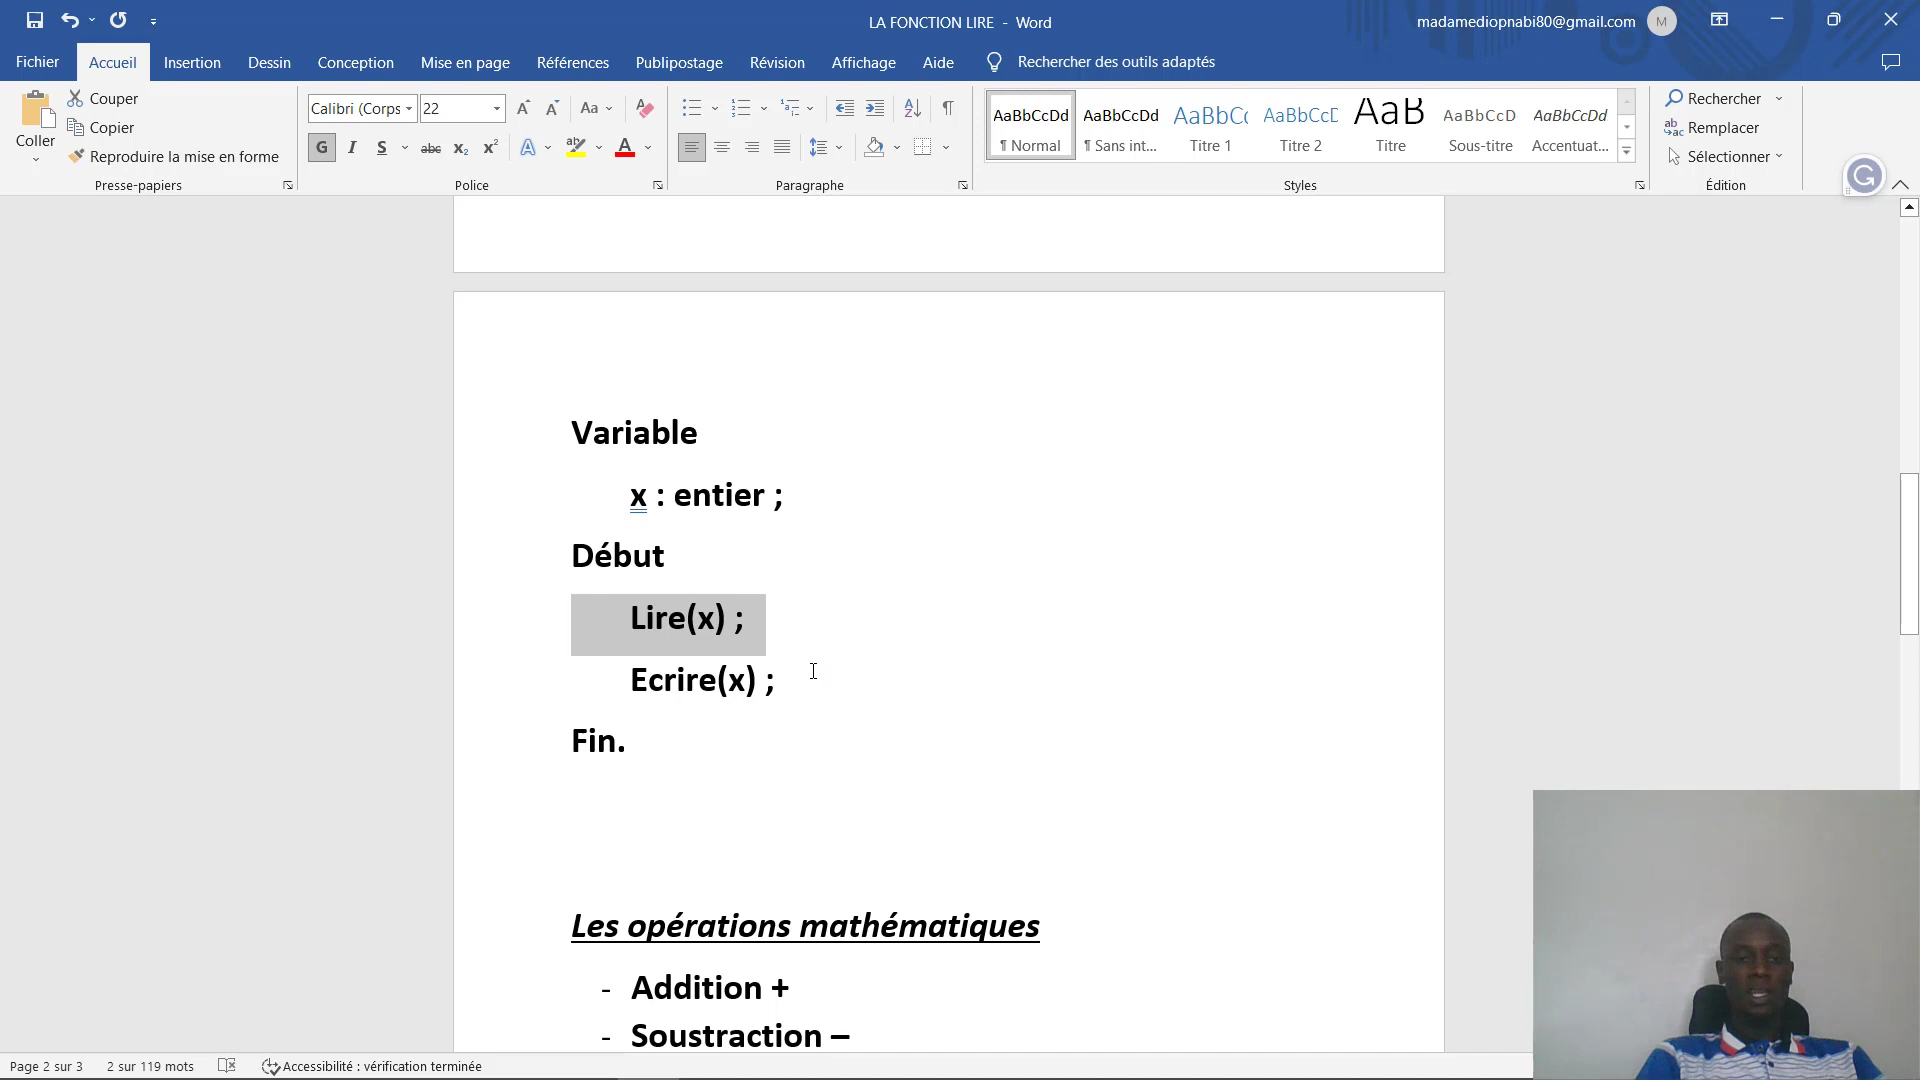 LA FONCTION LIRE - Word
madamediopnabi80@gmail.com
M
Fichier
Accueil
Insertion
Dessin
Conception
Mise en page
Références
Publipostage
Révision
Affichage
Aide
Rechercher des outils adaptés
Coller
Couper
Copier
Reproduire la mise en forme
Presse-papiers
Calibri (Corps
22
Aa
G I S abc x₂ x²
A
A
Police
Paragraphe
AaBbCcDd
¶ Normal
AaBbCcDd
¶ Sans int...
AaBbCc
Titre 1
AaBbCcD
Titre 2
AaB
Titre
AaBbCcD
Sous-titre
AaBbCcDd
Accentuat...
Styles
Rechercher
Remplacer
Sélectionner
Édition
Variable
x : entier ;
Début
Lire(x) ;
Ecrire(x) ;
Fin.
Les opérations mathématiques
- Addition +
- Soustraction –
Page 2 sur 3
2 sur 119 mots
Accessibilité : vérification terminée